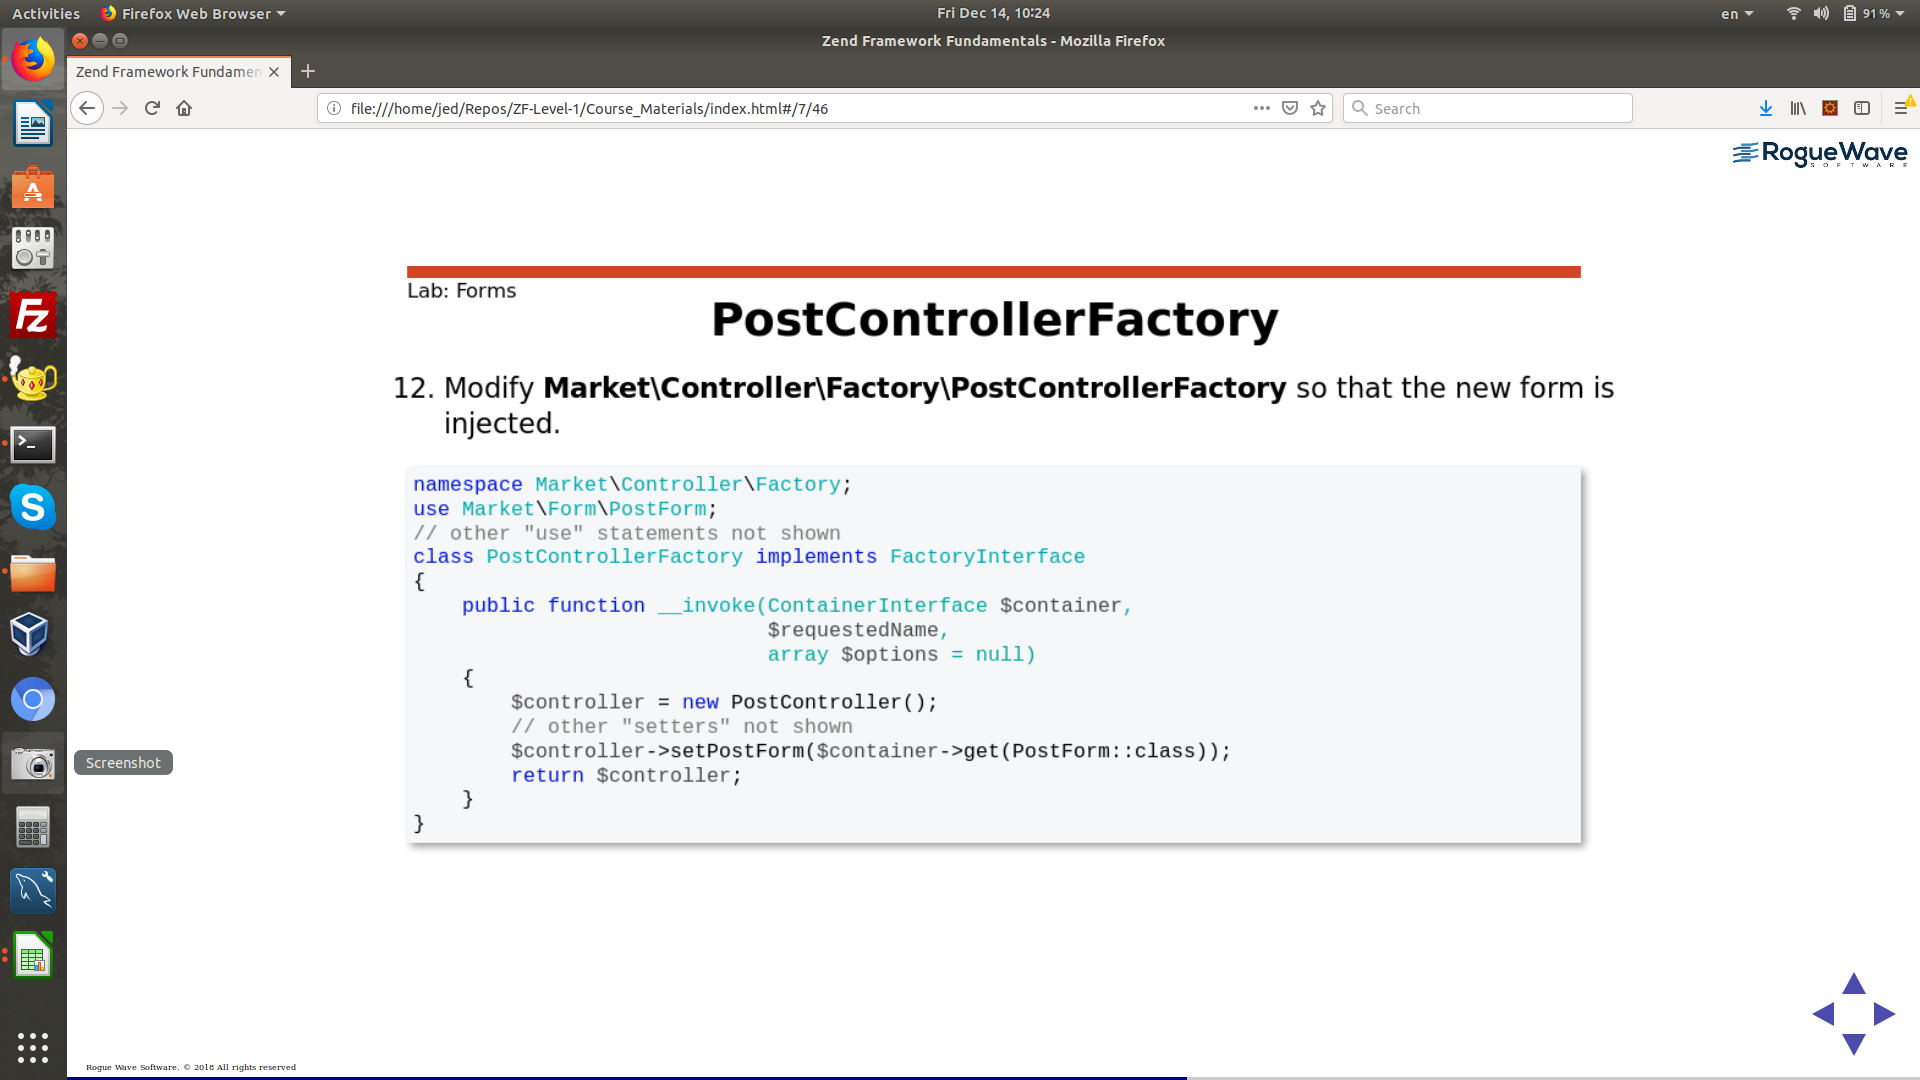 Activities
Firefox Web Browser
Fri Dec 14, 10:24
en
91 %
Zend Framework Fundamentals - Mozilla Firefox
Zend Framework Fundamen
file:///home/jed/Repos/ZF-Level-1/Course_Materials/index.html#/7/46
Search
RogueWave
SOFTWARE
Lab: Forms
PostControllerFactory
12. Modify Market\Controller\Factory\PostControllerFactory so that the new form is
injected.
namespace Market\Controller\Factory;
use Market\Form\PostForm;
// other "use" statements not shown
class PostControllerFactory implements FactoryInterface
{
    public function __invoke(ContainerInterface $container,
                             $requestedName,
                             array $options = null)
    {
        $controller = new PostController();
        // other "setters" not shown
        $controller->setPostForm($container->get(PostForm::class));
        return $controller;
    }
}
Screenshot
Rogue Wave Software. © 2018 All rights reserved